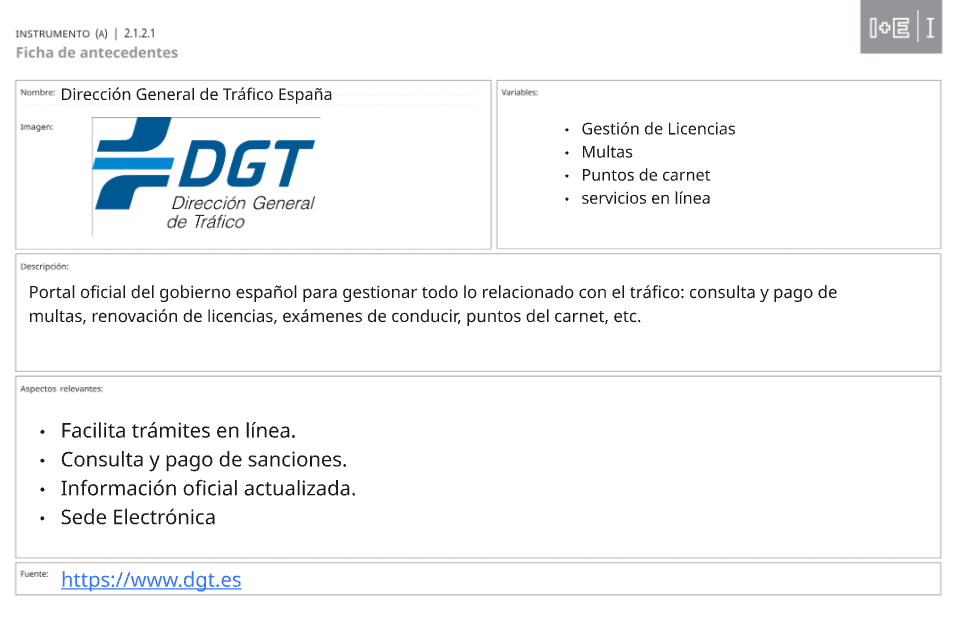 INSTRUMENTO (A) | 2.1.2.1
Ficha de antecedentes
I+E | I
Nombre: Dirección General de Tráfico España
Imagen:
DGT
Dirección General
de Tráfico
Variables:
• Gestión de Licencias
• Multas
• Puntos de carnet
• servicios en línea
Descripción:
Portal oficial del gobierno español para gestionar todo lo relacionado con el tráfico: consulta y pago de
multas, renovación de licencias, exámenes de conducir, puntos del carnet, etc.
Aspectos relevantes:
• Facilita trámites en línea.
• Consulta y pago de sanciones.
• Información oficial actualizada.
• Sede Electrónica
Fuente: https://www.dgt.es